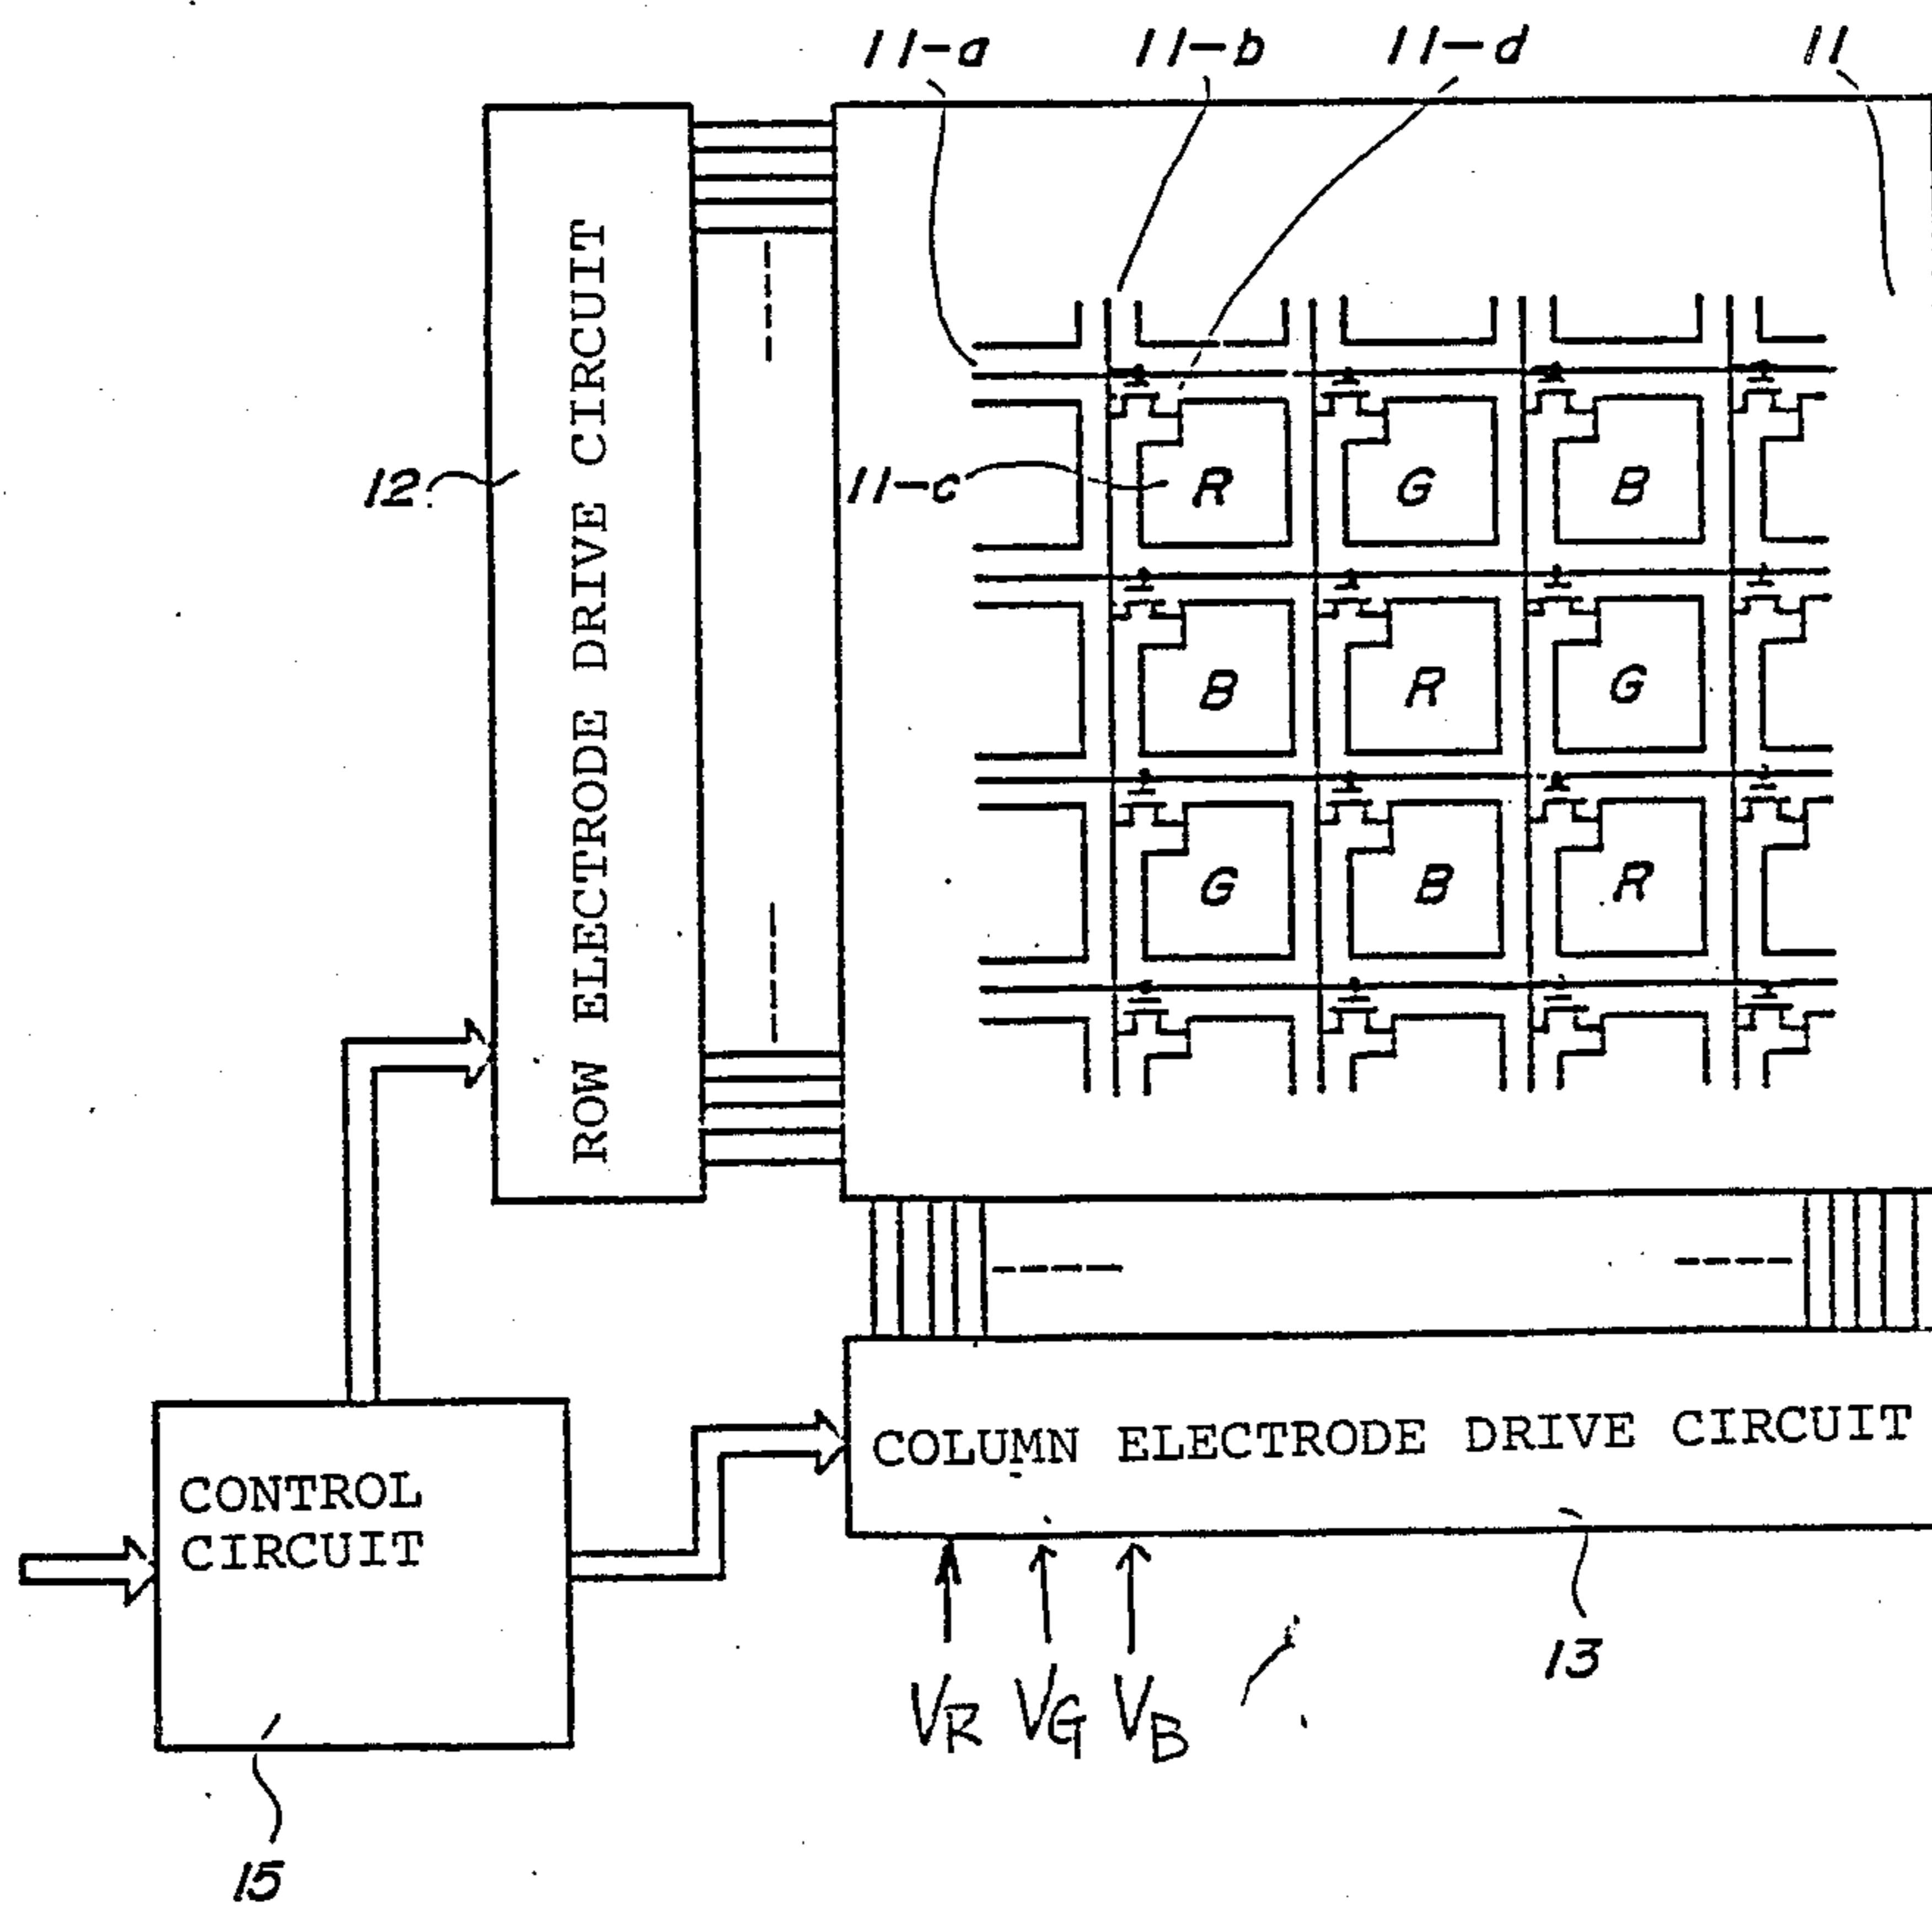 11-a 11-b 11-d 11
ROW ELECTRODE DRIVE CIRCUIT
12
11-c R G B
B R G
G B R
CONTROL
CIRCUIT
COLUMN ELECTRODE DRIVE CIRCUIT
13
VR VG VB
15